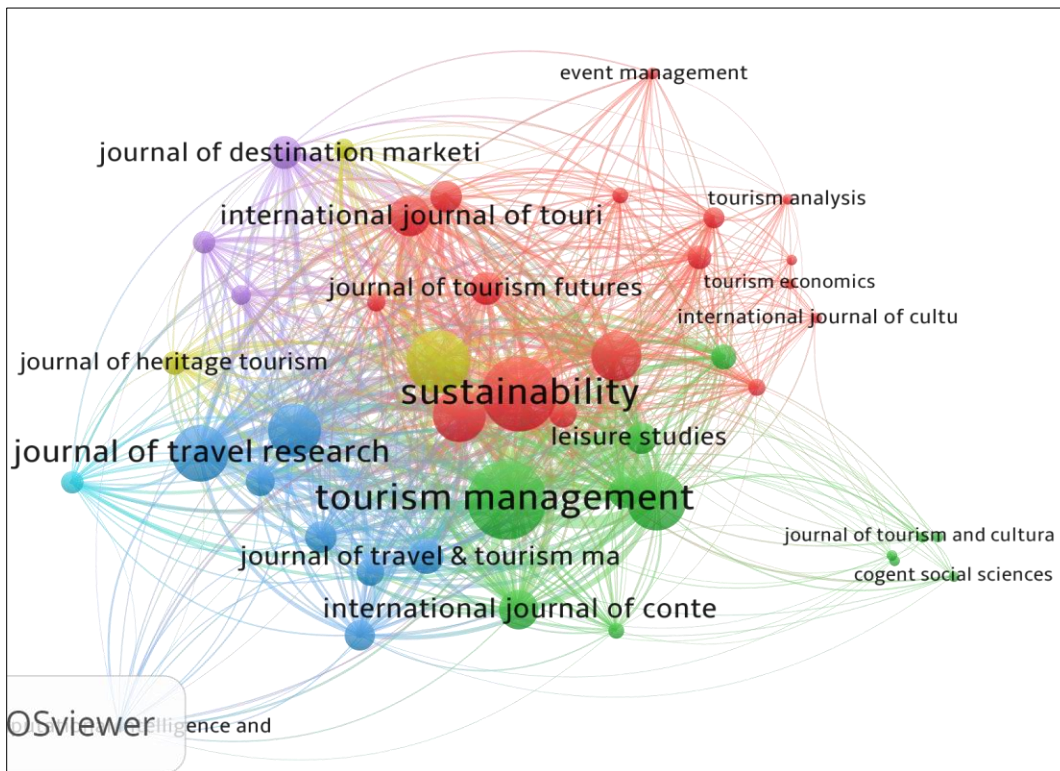 event management
journal of destination marketi
tourism analysis
international journal of touri
tourism economics
journal of tourism futures
international journal of cultu
journal of heritage tourism
sustainability
leisure studies
journal of travel research
tourism management
journal of tourism and cultura
journal of travel & tourism ma
cogent social sciences
international journal of conte
OSviewer
gence and